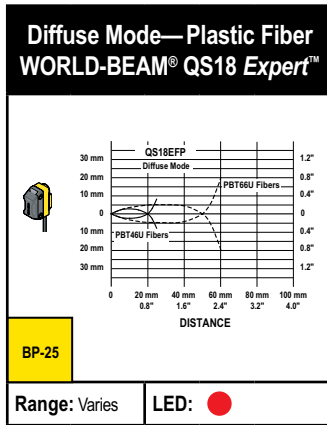 Diffuse Mode—Plastic Fiber
WORLD-BEAM® QS18 Expert™
QS18EFP
Diffuse Mode
PBT66U Fibers
PBT46U Fibers
30 mm
20 mm
10 mm
0
10 mm
20 mm
30 mm
1.2"
0.8"
0.4"
0
0.4"
0.8"
1.2"
0 20 mm 40 mm 60 mm 80 mm 100 mm
0.8" 1.6" 2.4" 3.2" 4.0"
DISTANCE
BP-25
Range: Varies LED: